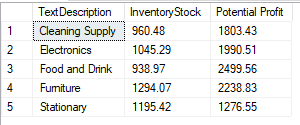 TextDescription InventoryStock Potential Profit
1 Cleaning Supply 960.48 1803.43
2 Electronics 1045.29 1990.51
3 Food and Drink 938.97 2499.56
4 Furniture 1294.07 2238.83
5 Stationary 1195.42 1276.55